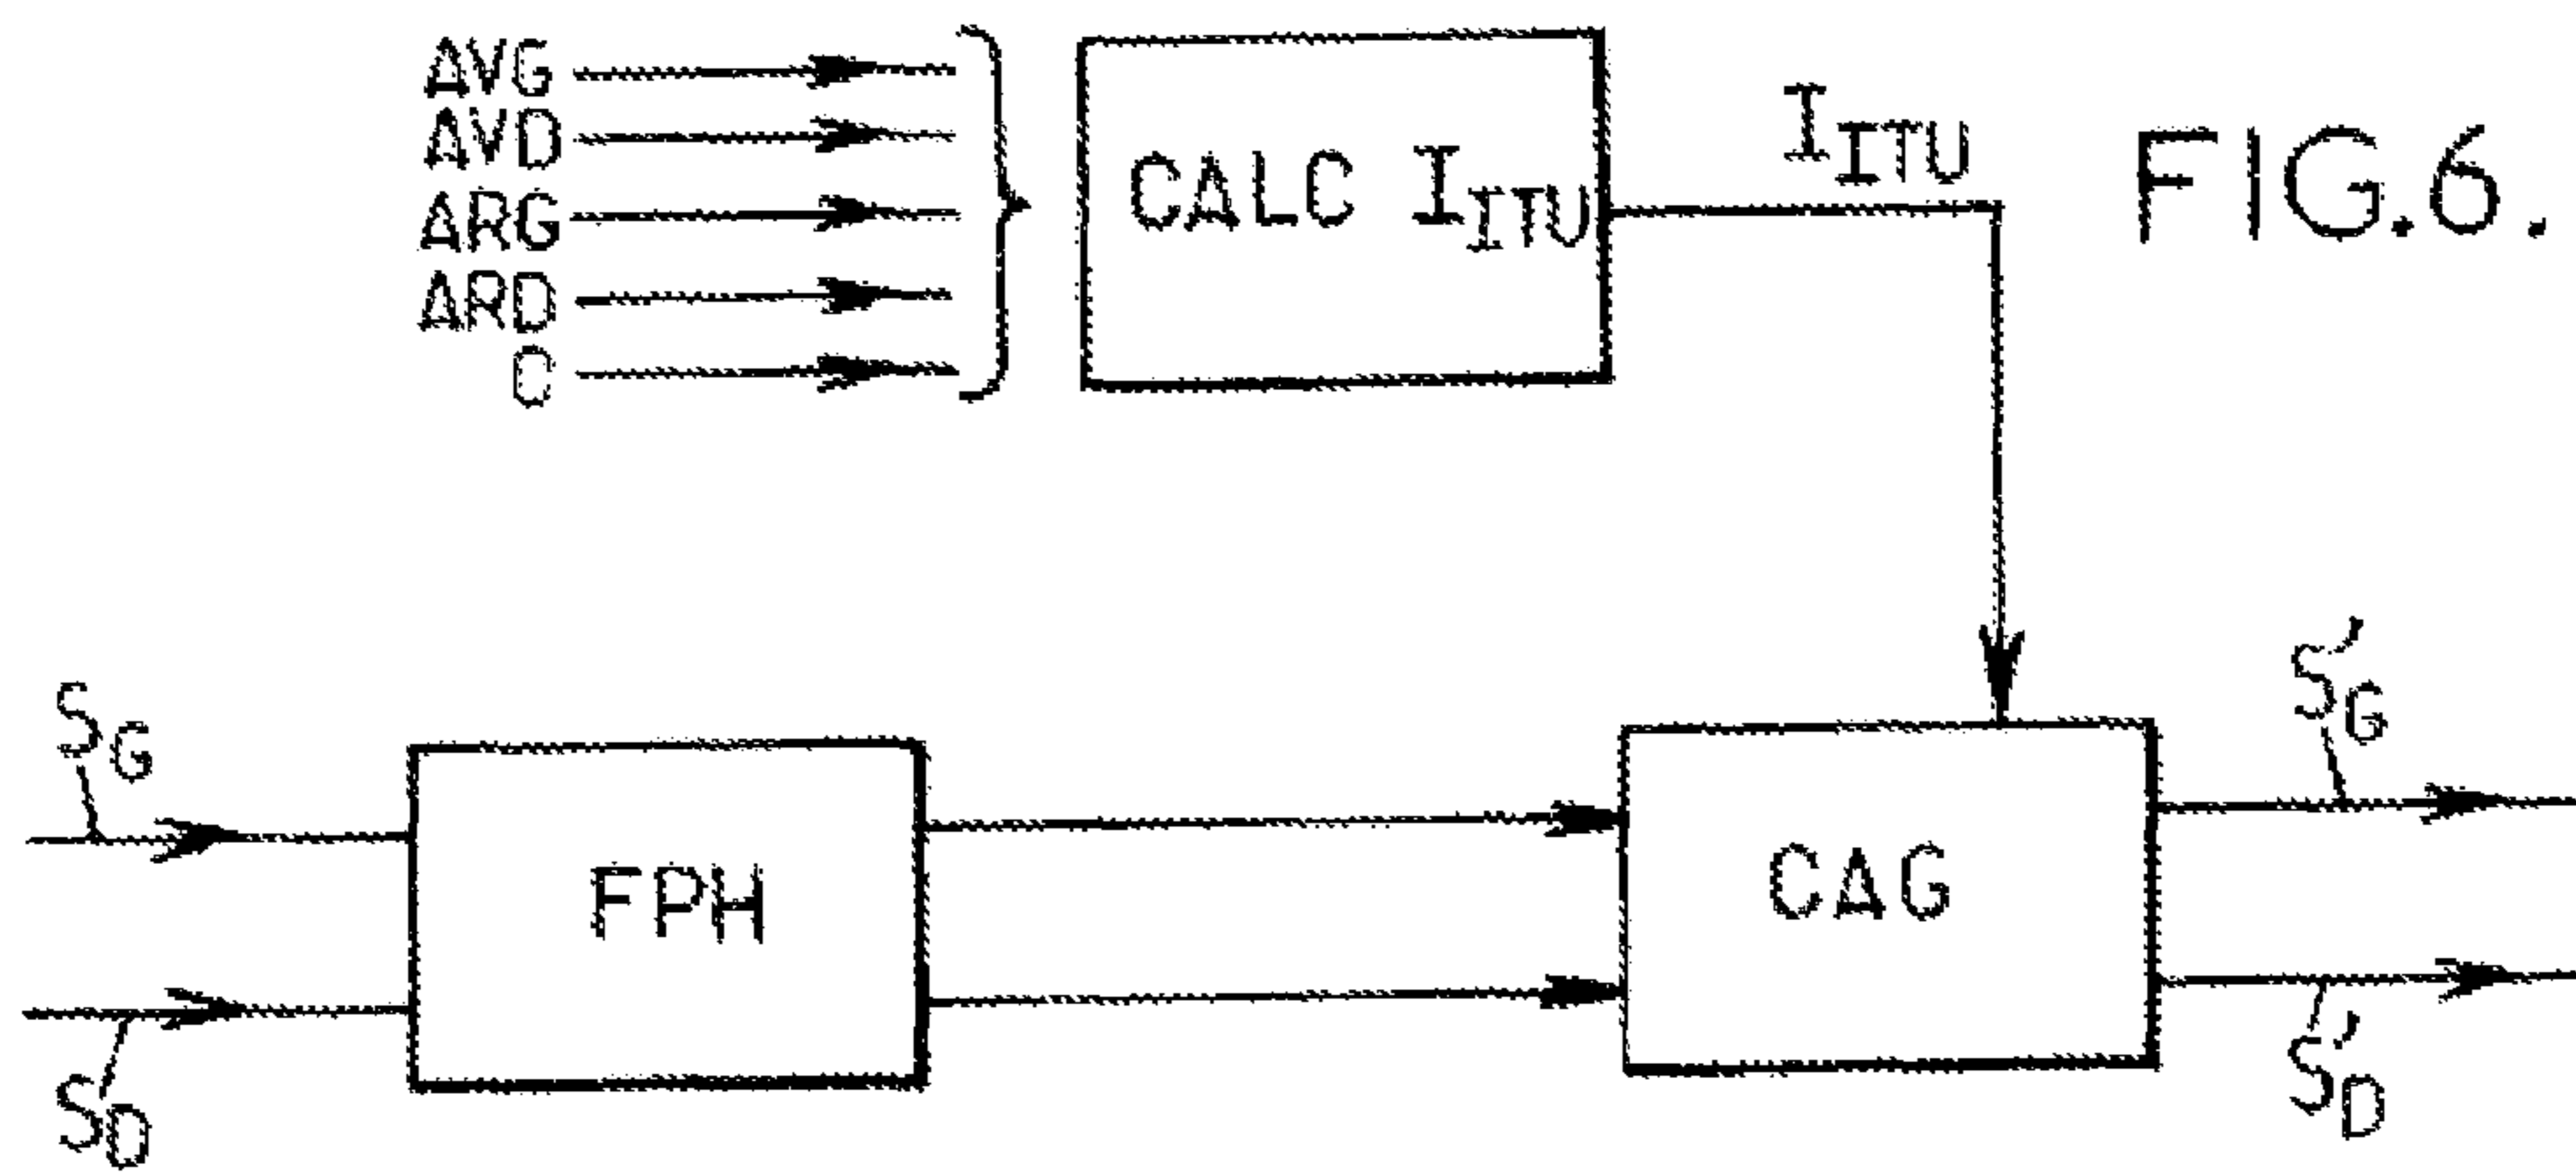 AVG
AVD
ARG
ARD
C
CALC I_ITU
I_ITU
FIG.6.
S_G
S_D
FPH
CAG
S'_G
S'_D